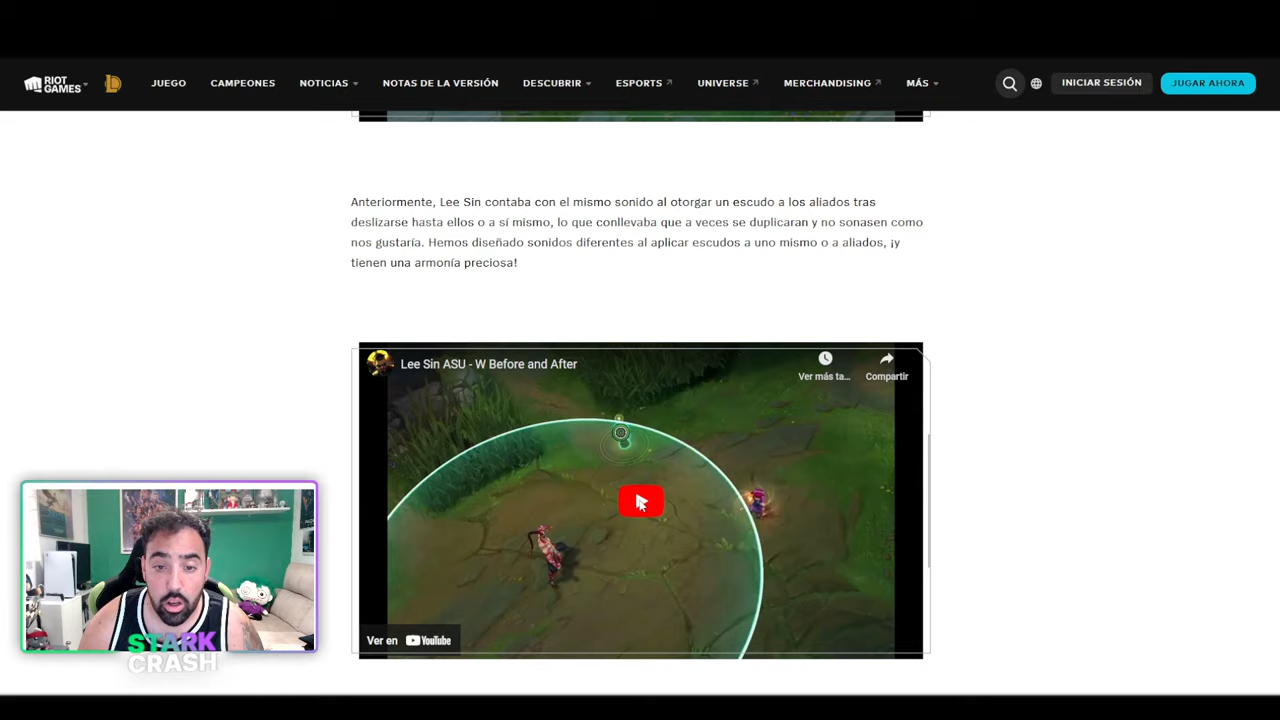 RIOT GAMES
JUEGO CAMPEONES NOTICIAS NOTAS DE LA VERSIÓN DESCUBRIR ESPORTS UNIVERSE MERCHANDISING MÁS INICIAR SESIÓN JUGAR AHORA
Anteriormente, Lee Sin contaba con el mismo sonido al otorgar un escudo a los aliados tras
deslizarse hasta ellos o a sí mismo, lo que conllevaba que a veces se duplicaran y no sonasen como
nos gustaría. Hemos diseñado sonidos diferentes al aplicar escudos a uno mismo o a aliados, ¡y
tienen una armonía preciosa!
Lee Sin ASU - W Before and After
Ver más ta... Compartir
Ver en YouTube
STARK
CRASH